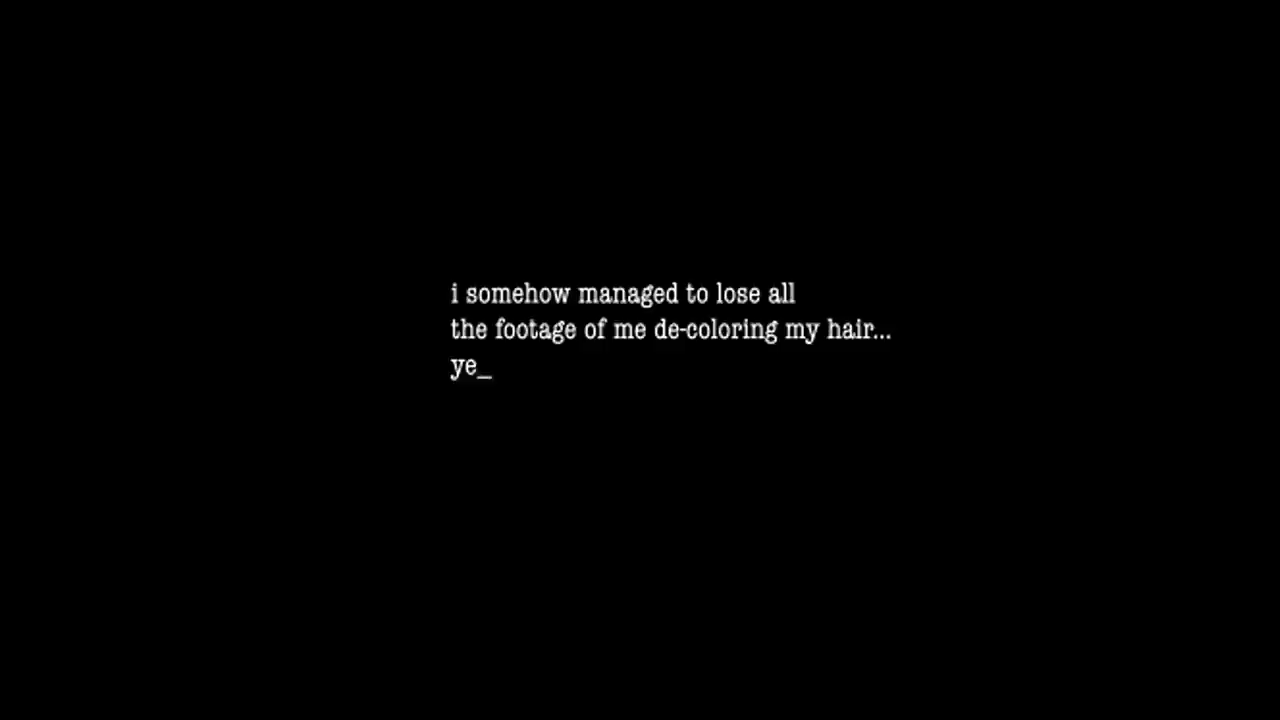 i somehow managed to lose all
the footage of me de-coloring my hair...
ye_